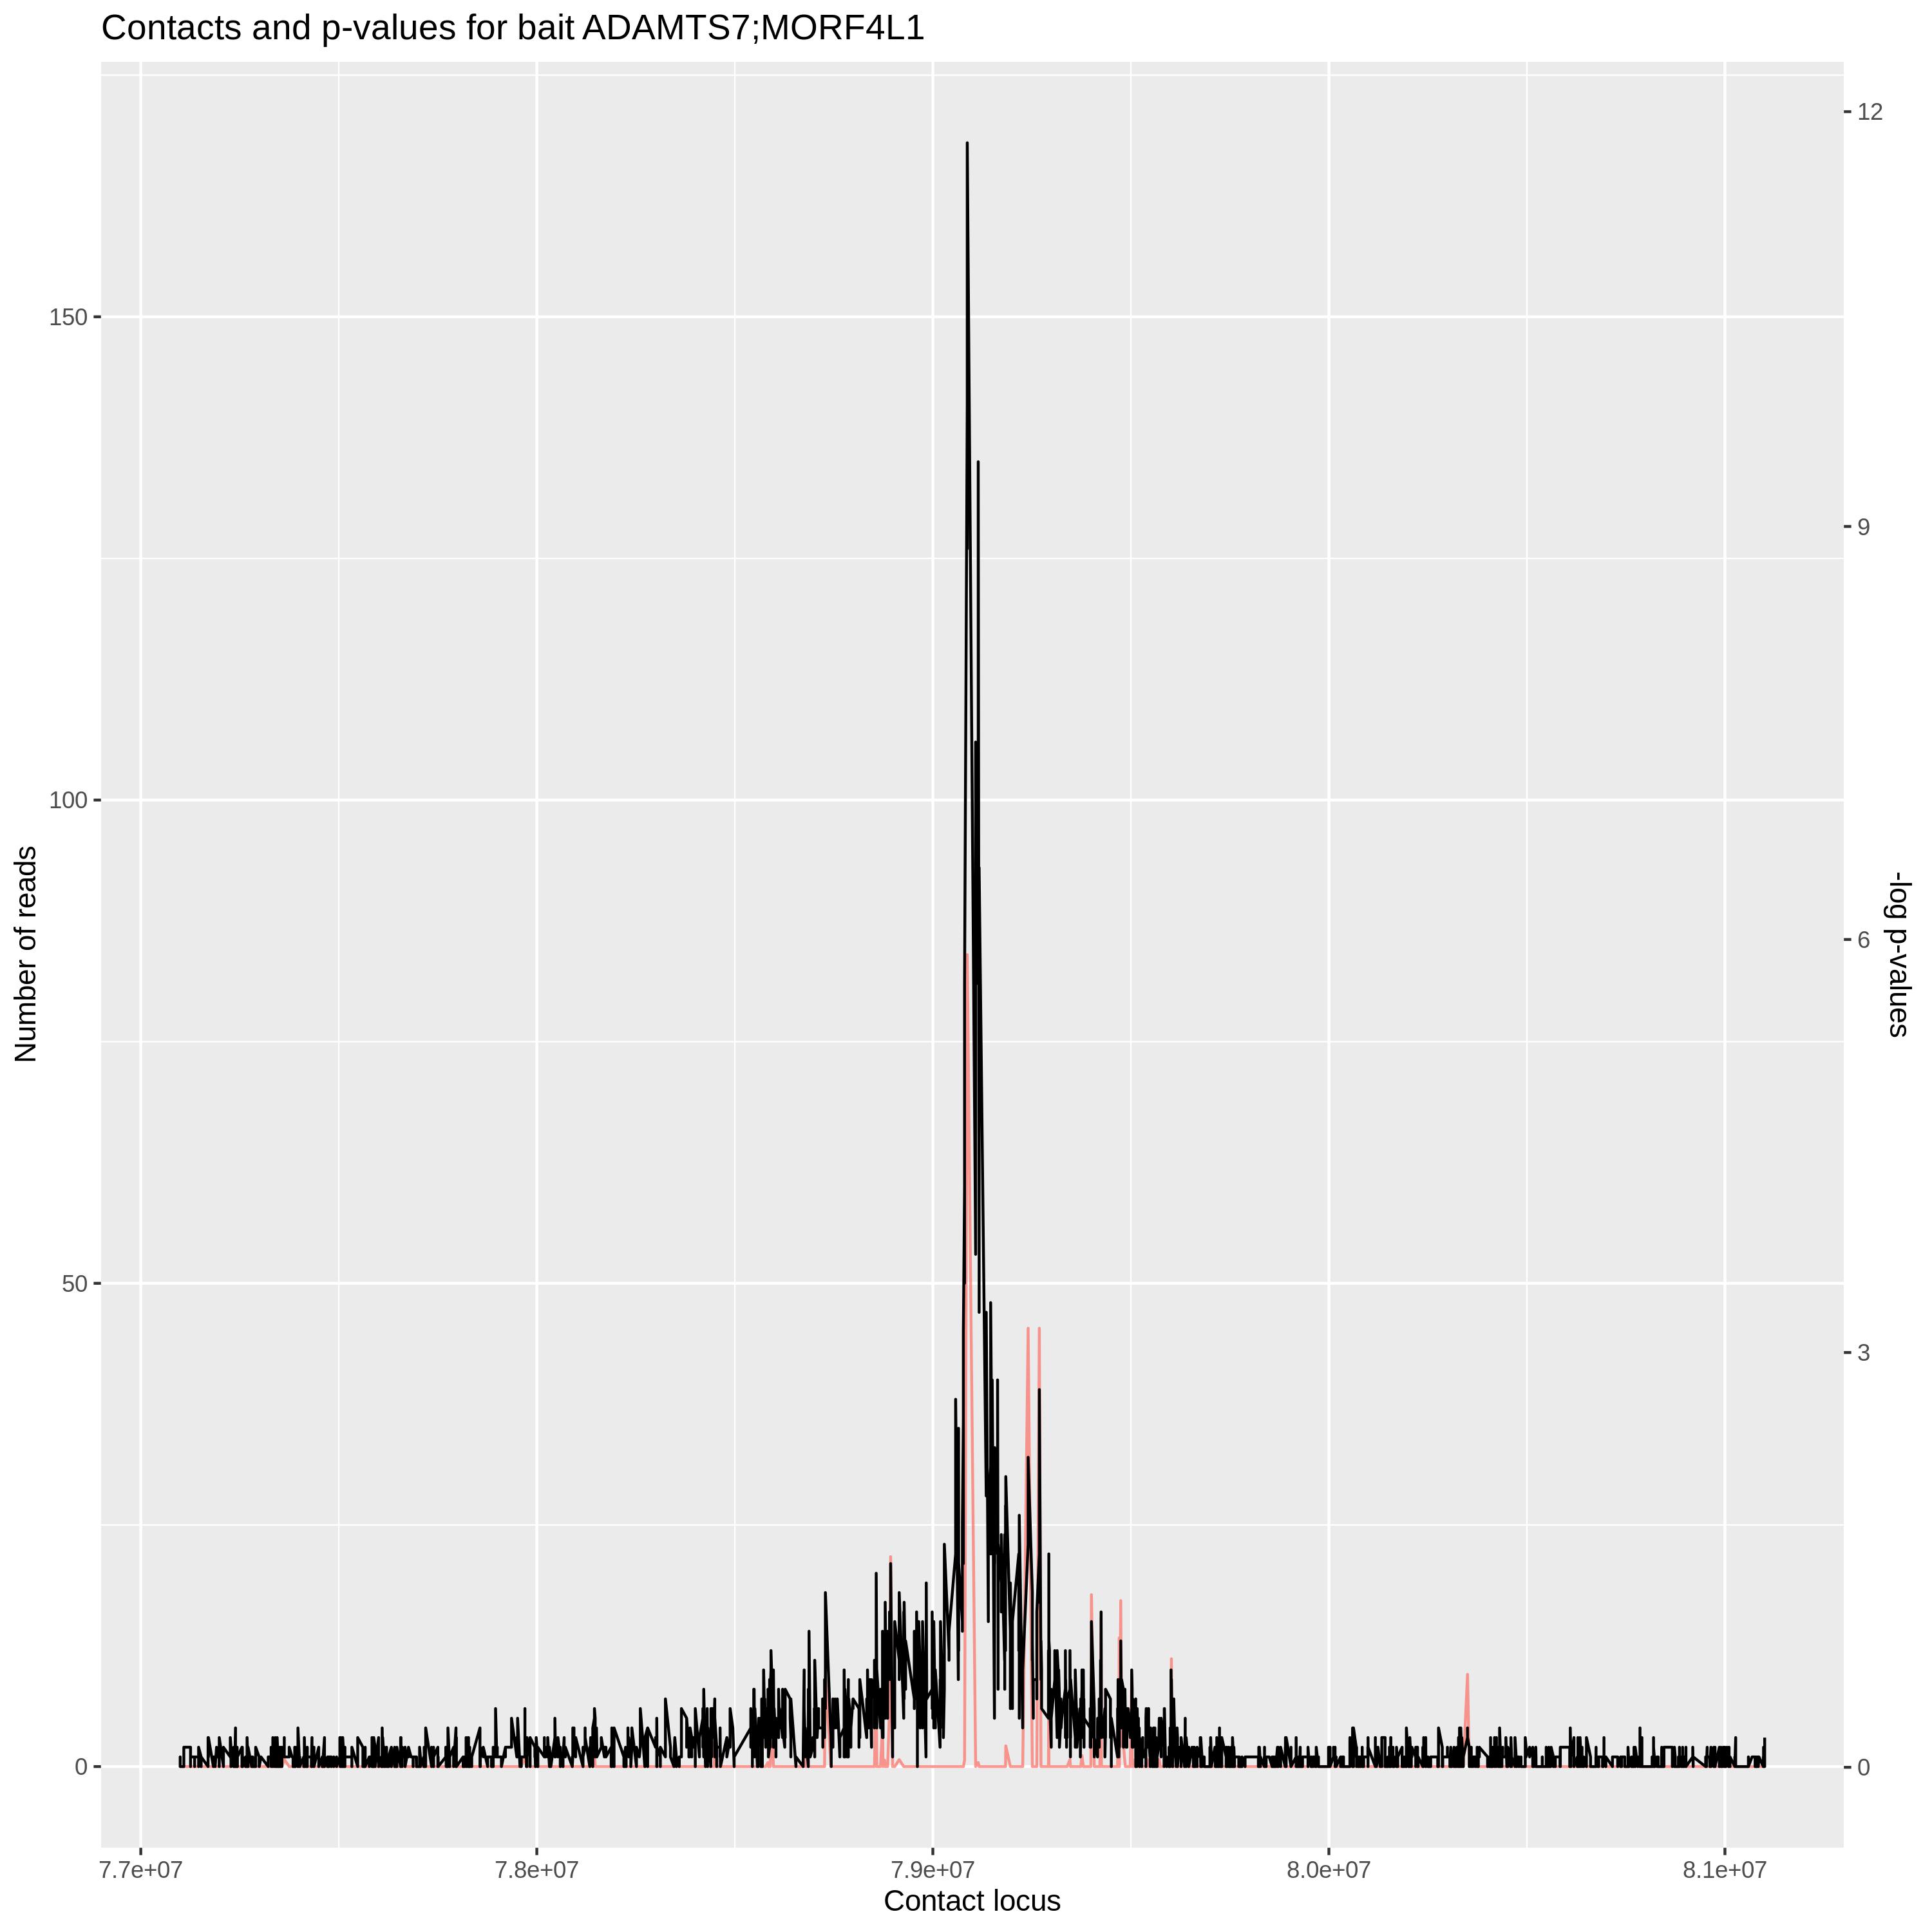 Contacts and p-values for bait ADAMTS7;MORF4L1
12
150
9
100
Number of reads
6
-log p-values
50
3
0
0
7.7e+07
7.8e+07
7.9e+07
8.0e+07
8.1e+07
Contact locus